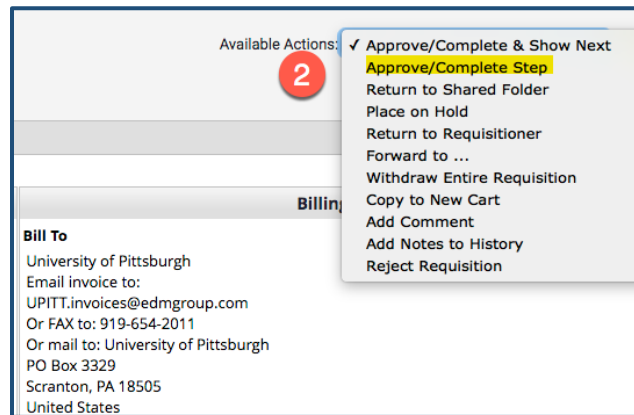 Available Actions:
✓ Approve/Complete & Show Next
2
Approve/Complete Step
Return to Shared Folder
Place on Hold
Return to Requisitioner
Forward to ...
Withdraw Entire Requisition
Copy to New Cart
Add Comment
Add Notes to History
Reject Requisition
Billing
Bill To
University of Pittsburgh
Email invoice to:
UPITT.invoices@edmgroup.com
Or FAX to: 919-654-2011
Or mail to: University of Pittsburgh
PO Box 3329
Scranton, PA 18505
United States